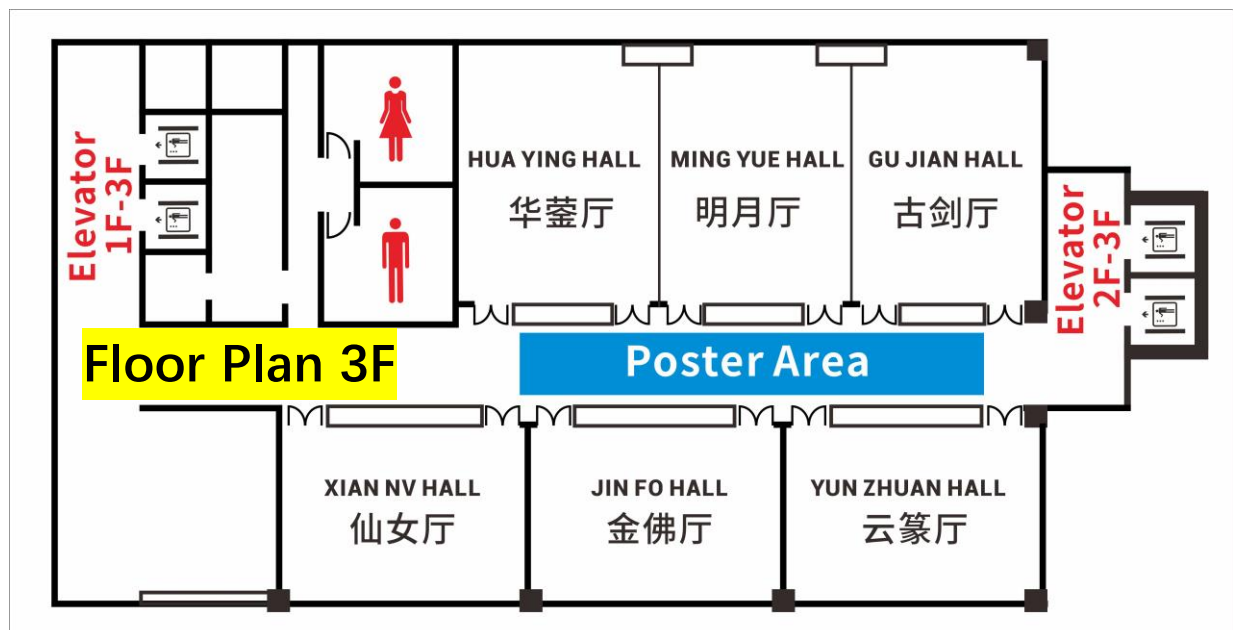 Elevator
1F-3F
HUA YING HALL
华蓥厅
MING YUE HALL
明月厅
GU JIAN HALL
古剑厅
Elevator
2F-3F
Floor Plan 3F
Poster Area
XIAN NV HALL
仙女厅
JIN FO HALL
金佛厅
YUN ZHUAN HALL
云篆厅